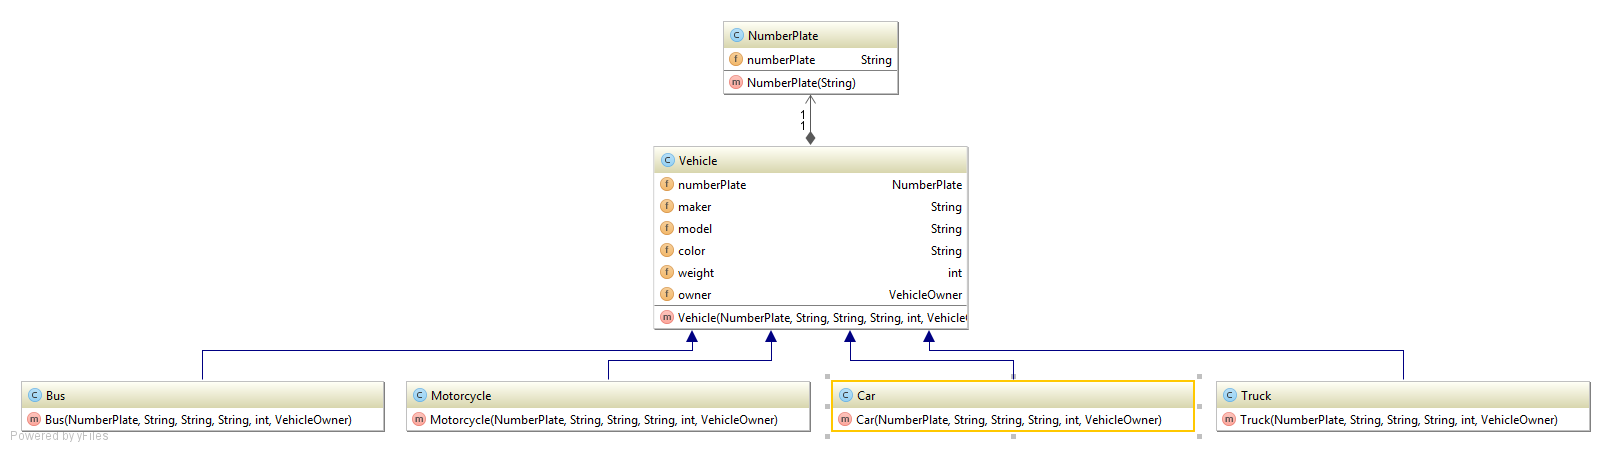 C NumberPlate
f numberPlate String
m NumberPlate(String)
1
1
C Vehicle
f numberPlate NumberPlate
f maker String
f model String
f color String
f weight int
f owner VehicleOwner
m Vehicle(NumberPlate, String, String, String, int, Vehicle
C Bus
m Bus(NumberPlate, String, String, String, int, VehicleOwner)
C Motorcycle
m Motorcycle(NumberPlate, String, String, String, int, VehicleOwner)
C Car
m Car(NumberPlate, String, String, String, int, VehicleOwner)
C Truck
m Truck(NumberPlate, String, String, String, int, VehicleOwner)
Powered by yFiles